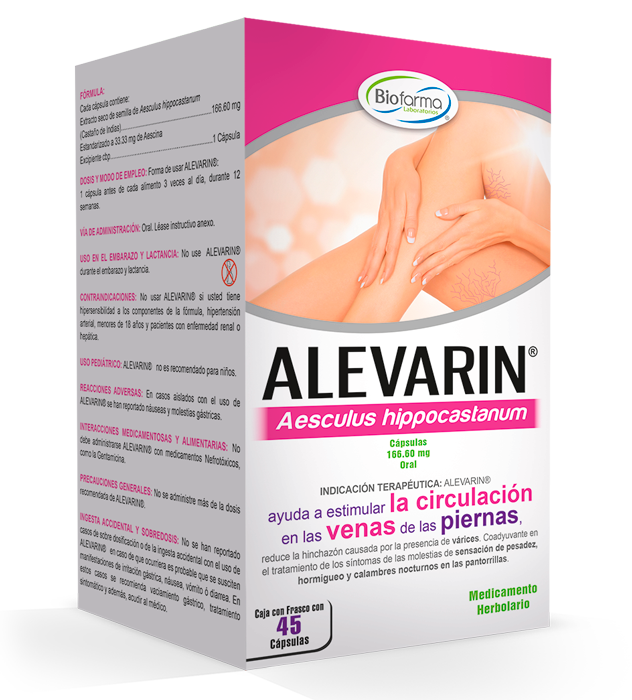 FÓRMULA:
Cada cápsula contiene:
Extracto seco de semilla de Aesculus hippocastanum
(Castaño de Indias)..........................166.60 mg
Estandarizado a 33.33 mg de Aescina
Excipiente cbp..........................1 Cápsula
DOSIS Y MODO DE EMPLEO: Forma de usar ALEVARIN®:
1 cápsula antes de cada alimento 3 veces al día, durante 12
semanas.
VÍA DE ADMINISTRACIÓN: Oral. Léase instructivo anexo.
USO EN EL EMBARAZO Y LACTANCIA: No use ALEVARIN®
durante el embarazo y lactancia.
CONTRAINDICACIONES: No usar ALEVARIN® si usted tiene
hipersensibilidad a los componentes de la fórmula, hipertensión
arterial, menores de 18 años y pacientes con enfermedad renal o
hepática.
USO PEDIÁTRICO: ALEVARIN® no es recomendado para niños.
REACCIONES ADVERSAS: En casos aislados con el uso de
ALEVARIN® se han reportado náuseas y molestias gástricas.
INTERACCIONES MEDICAMENTOSAS Y ALIMENTARIAS: No
debe administrarse ALEVARIN® con medicamentos Nefrotóxicos,
como la Gentamicina.
PRECAUCIONES GENERALES: No se administre más de la dosis
recomendada de ALEVARIN®.
INGESTA ACCIDENTAL Y SOBREDOSIS: No se han reportado
casos de sobre dosificación o de la ingesta accidental con el uso de
ALEVARIN® en caso de que ocurriera es probable que se susciten
manifestaciones de irritación gástrica, náusea, vómito ó diarrea. En
estos casos se recomienda vaciamiento gástrico, tratamiento
sintomático y además, acudir al médico.
Biofarma
Laboratorios ®
ALEVARIN®
Aesculus hippocastanum
Cápsulas
166.60 mg
Oral
INDICACIÓN TERAPÉUTICA: ALEVARIN®
ayuda a estimular la circulación
en las venas de las piernas,
reduce la hinchazón causada por la presencia de várices. Coadyuvante en
el tratamiento de los síntomas de las molestias de sensación de pesadez,
hormigueo y calambres nocturnos en las pantorrillas.
Caja con Frasco con
45
Cápsulas
Medicamento
Herbolario